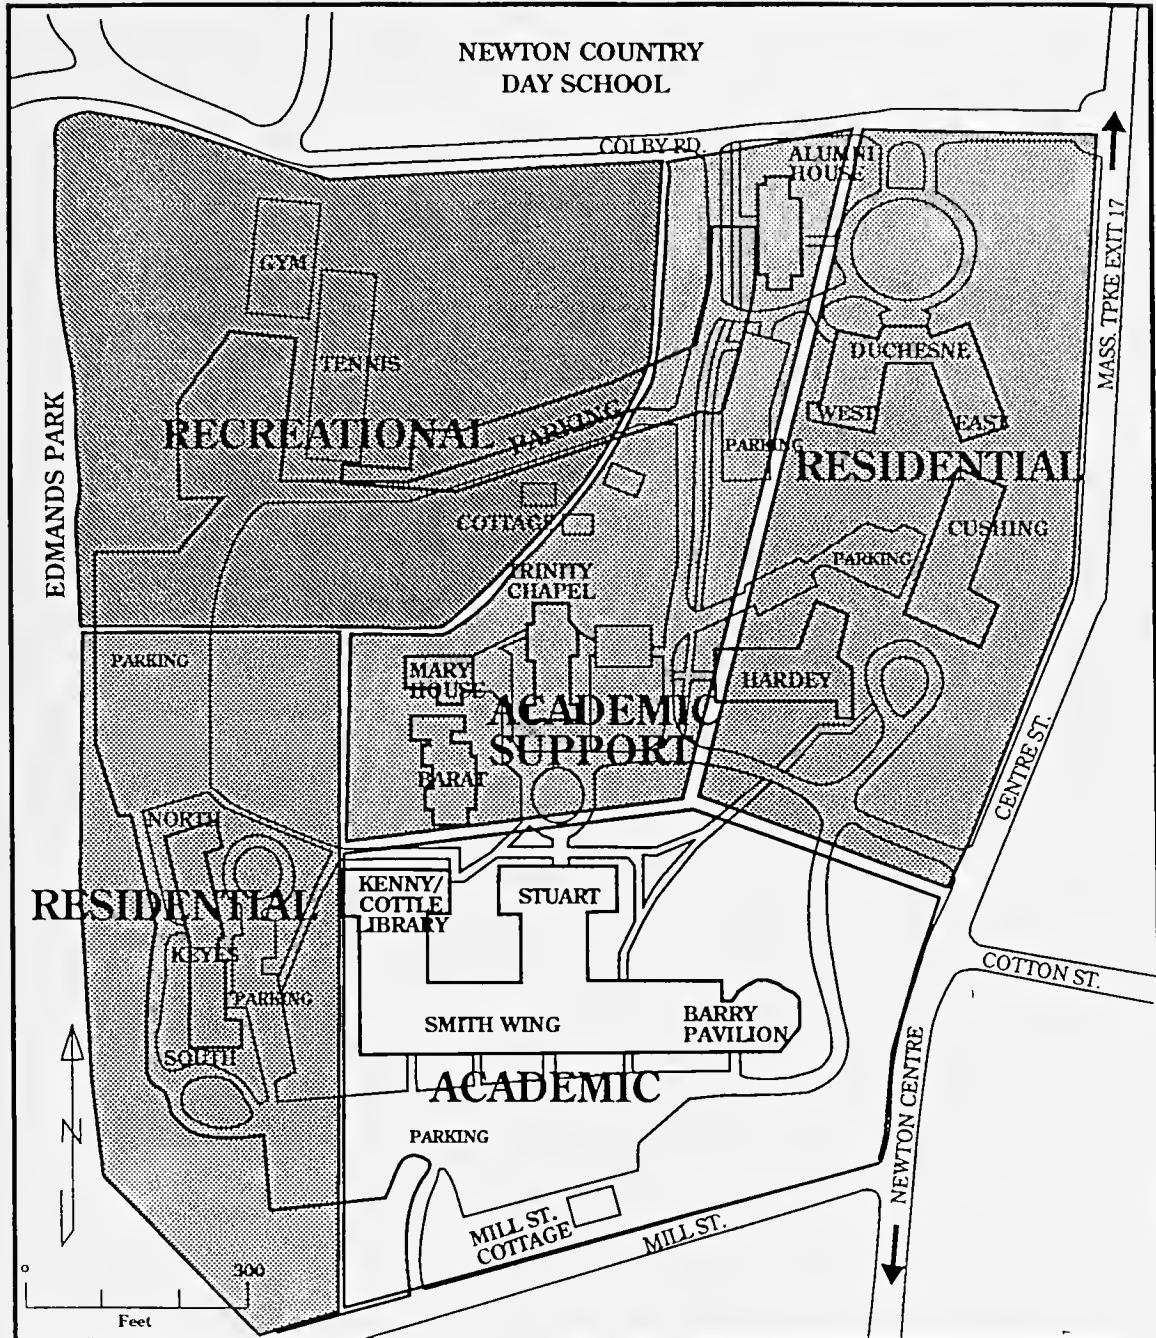 NEWTON COUNTRY
DAY SCHOOL
COLBY RD.
ALUMNI
HOUSE
MASS. TPKE EXIT 17
GYM
TENNIS
DUCHESNE
WEST
EAST
EDMANDS PARK
RECREATIONAL
PARKING
PARKING
RESIDENTIAL
COTTAGE
CUSHING
PARKING
TRINITY
CHAPEL
PARKING
MARY
HOUSE
HARDEY
ACADEMIC
SUPPORT
BARAT
CENTRE ST.
NORTH
RESIDENTIAL
KENNY/
COTTLE
LIBRARY
STUART
KEYES
PARKING
COTTON ST.
SMITH WING
BARRY
PAVILION
SOUTH
ACADEMIC
NEWTON CENTRE
PARKING
N
MILL ST.
COTTAGE
MILL ST.
0
300
Feet